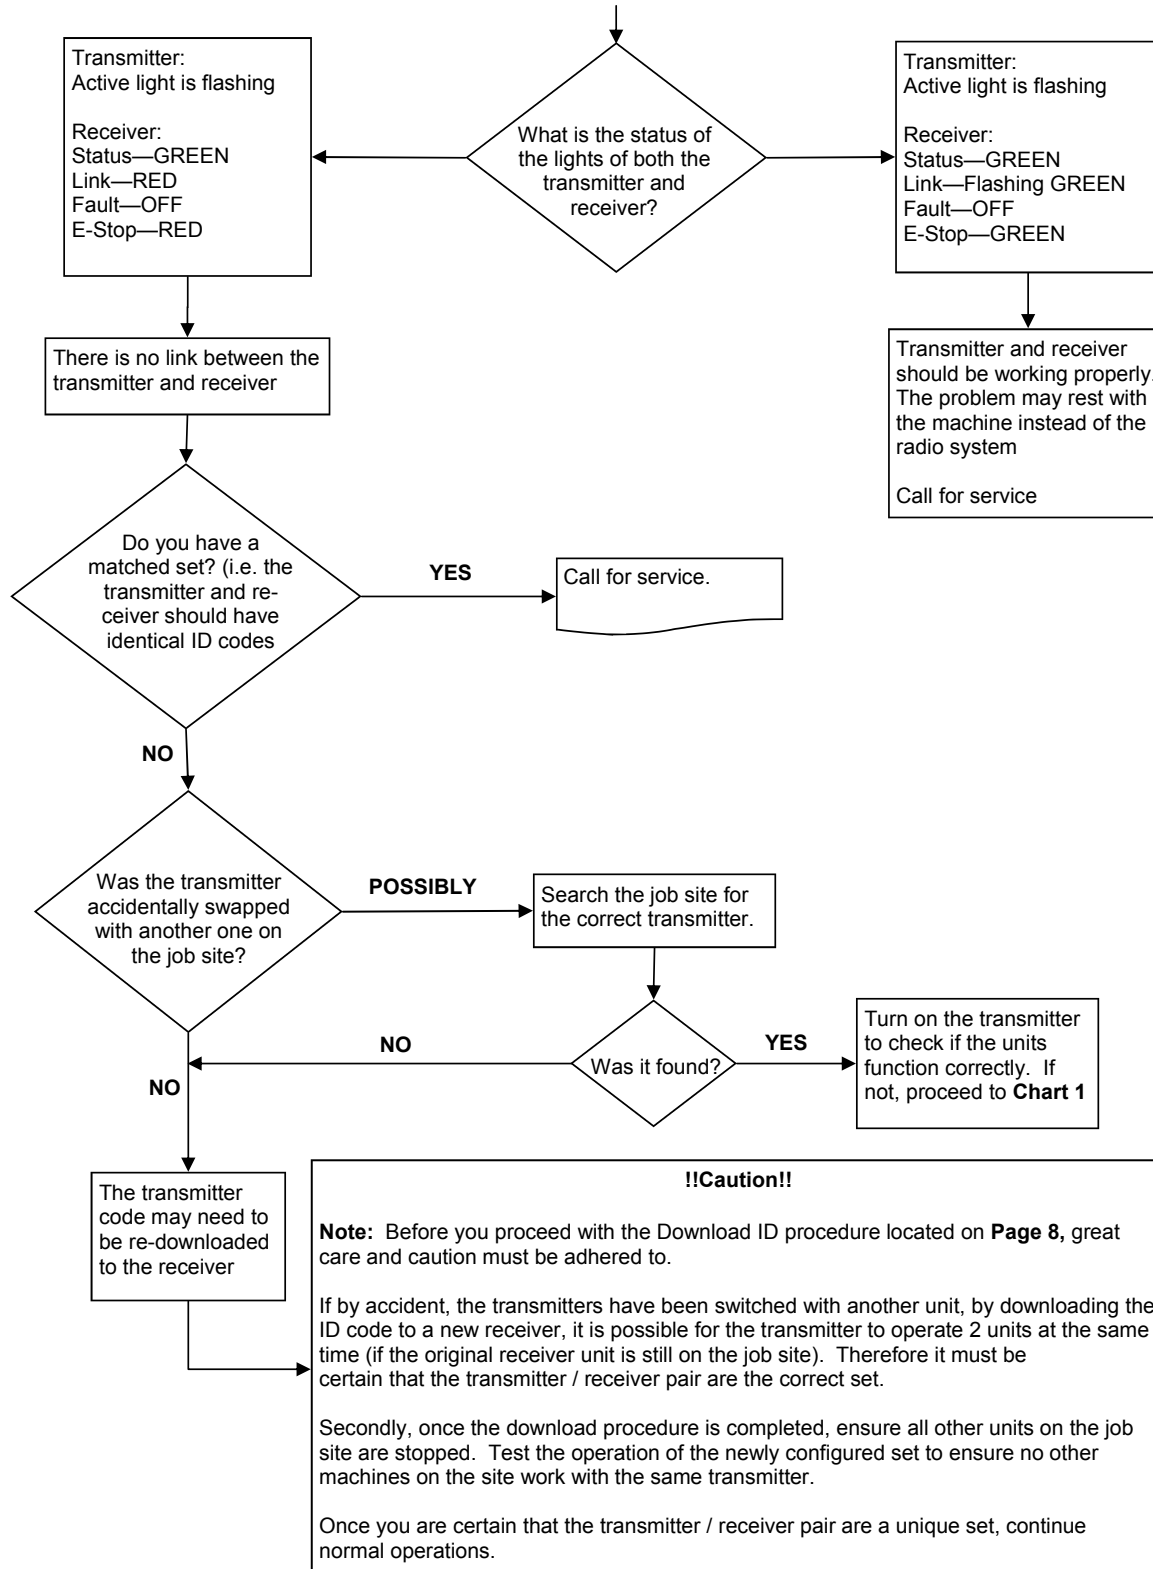 Transmitter:
Active light is flashing
Receiver:
Status—GREEN
Link—RED
Fault—OFF
E-Stop—RED
What is the status of
the lights of both the
transmitter and
receiver?
Transmitter:
Active light is flashing
Receiver:
Status—GREEN
Link—Flashing GREEN
Fault—OFF
E-Stop—GREEN
There is no link between the
transmitter and receiver
Transmitter and receiver
should be working properly.
The problem may rest with
the machine instead of the
radio system
Call for service
Do you have a
matched set? (i.e. the
transmitter and re-
ceiver should have
identical ID codes
YES
Call for service.
NO
Was the transmitter
accidentally swapped
with another one on
the job site?
POSSIBLY
Search the job site for
the correct transmitter.
Was it found?
NO
YES
Turn on the transmitter
to check if the units
function correctly.  If
not, proceed to Chart 1
NO
The transmitter
code may need to
be re-downloaded
to the receiver
!!Caution!!
Note:  Before you proceed with the Download ID procedure located on Page 8, great
care and caution must be adhered to.
If by accident, the transmitters have been switched with another unit, by downloading the
ID code to a new receiver, it is possible for the transmitter to operate 2 units at the same
time (if the original receiver unit is still on the job site).  Therefore it must be
certain that the transmitter / receiver pair are the correct set.
Secondly, once the download procedure is completed, ensure all other units on the job
site are stopped.  Test the operation of the newly configured set to ensure no other
machines on the site work with the same transmitter.
Once you are certain that the transmitter / receiver pair are a unique set, continue
normal operations.